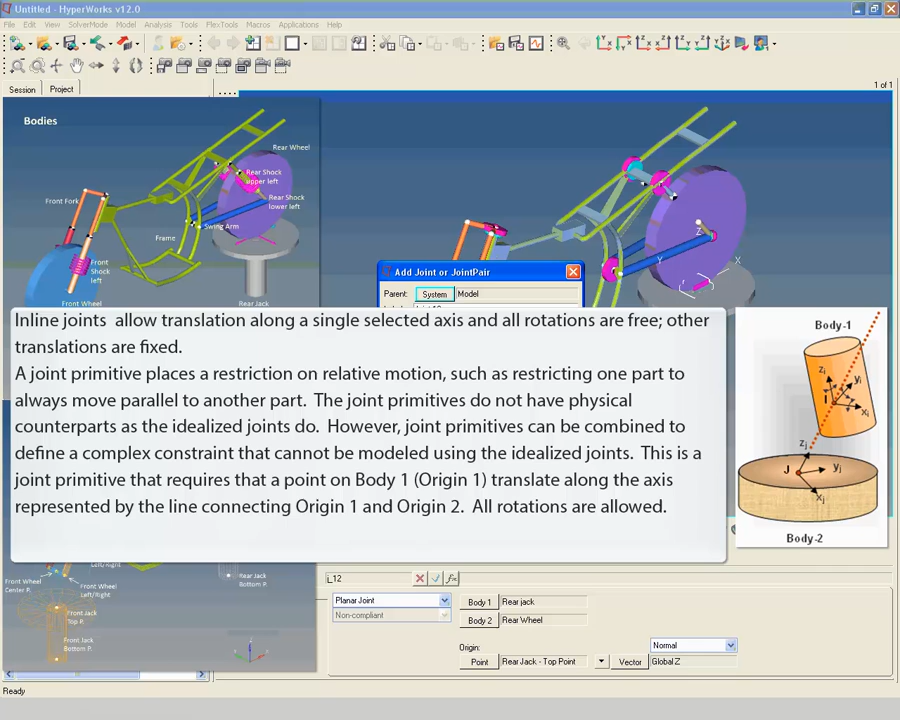 Untitled - HyperWorks v12.0
File Edit View SolverMode Model Analysis Tools FlexTools Macros Applications Help
Session Project
1 of 1
Bodies
Rear Wheel
Rear Shock
upper left
Rear Shock
lower left
Front Fork
Swing Arm
Frame
Front
Shock
left
Front Wheel
Rear Jack
Z
Y
X
Add Joint or JointPair
Parent: System Model
Inline joints allow translation along a single selected axis and all rotations are free; other
translations are fixed.
A joint primitive places a restriction on relative motion, such as restricting one part to
always move parallel to another part. The joint primitives do not have physical
counterparts as the idealized joints do. However, joint primitives can be combined to
define a complex constraint that cannot be modeled using the idealized joints. This is a
joint primitive that requires that a point on Body 1 (Origin 1) translate along the axis
represented by the line connecting Origin 1 and Origin 2. All rotations are allowed.
Body-1
zi
yi
I
xi
zj
J
yj
xj
Body-2
Front Wheel
Center P.
Front Wheel
Left/Right
Rear Jack
Bottom P.
Front Jack
Top P.
Front Jack
Bottom P.
j_12
Planar Joint
Non-compliant
Body 1 Rear jack
Body 2 Rear Wheel
Origin:
Normal
Point Rear Jack - Top Point
Vector Global Z
Ready